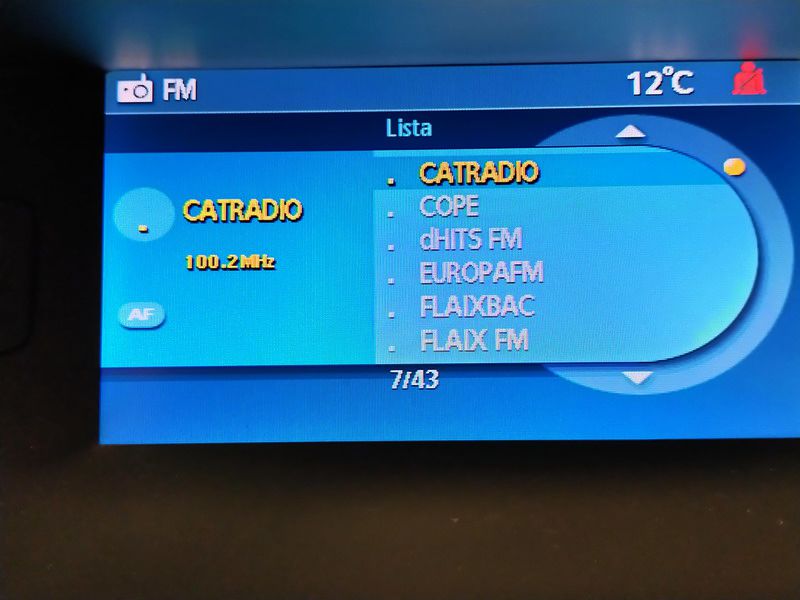 FM 12°C
Lista
CATRADIO
100.2MHz
AF
. CATRADIO
. COPE
. dHITS FM
. EUROPAFM
. FLAIXBAC
. FLAIX FM
7/43